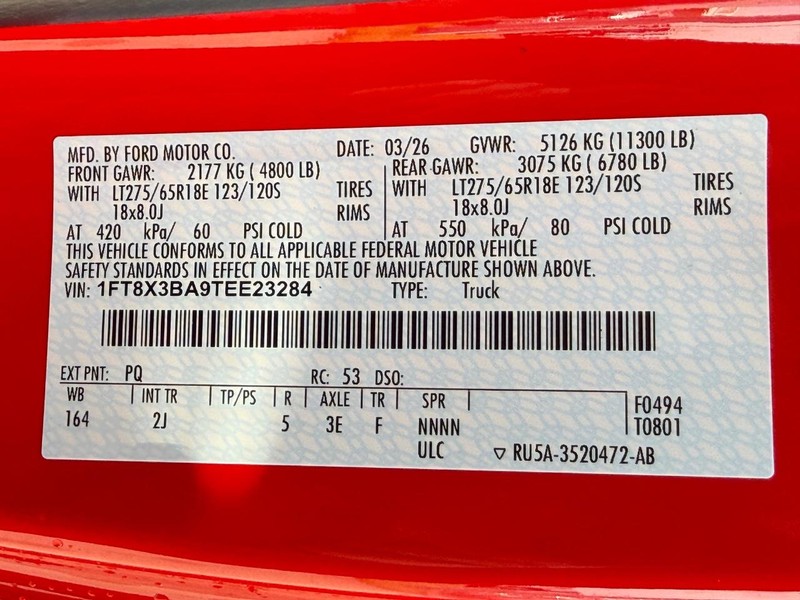 MFD. BY FORD MOTOR CO. DATE: 03/26 GVWR: 5126 KG (11300 LB)
FRONT GAWR: 2177 KG ( 4800 LB) REAR GAWR: 3075 KG ( 6780 LB)
WITH LT275/65R18E 123/120S TIRES WITH LT275/65R18E 123/120S TIRES
18x8.0J RIMS 18x8.0J RIMS
AT 420 kPa/ 60 PSI COLD AT 550 kPa/ 80 PSI COLD
THIS VEHICLE CONFORMS TO ALL APPLICABLE FEDERAL MOTOR VEHICLE
SAFETY STANDARDS IN EFFECT ON THE DATE OF MANUFACTURE SHOWN ABOVE.
VIN: 1FT8X3BA9TEE23284 TYPE: Truck
EXT PNT: PQ RC: 53 DSO:
WB INT TR TP/PS R AXLE TR SPR F0494
164 2J 5 3E F NNNN T0801
ULC ▽ RU5A-3520472-AB